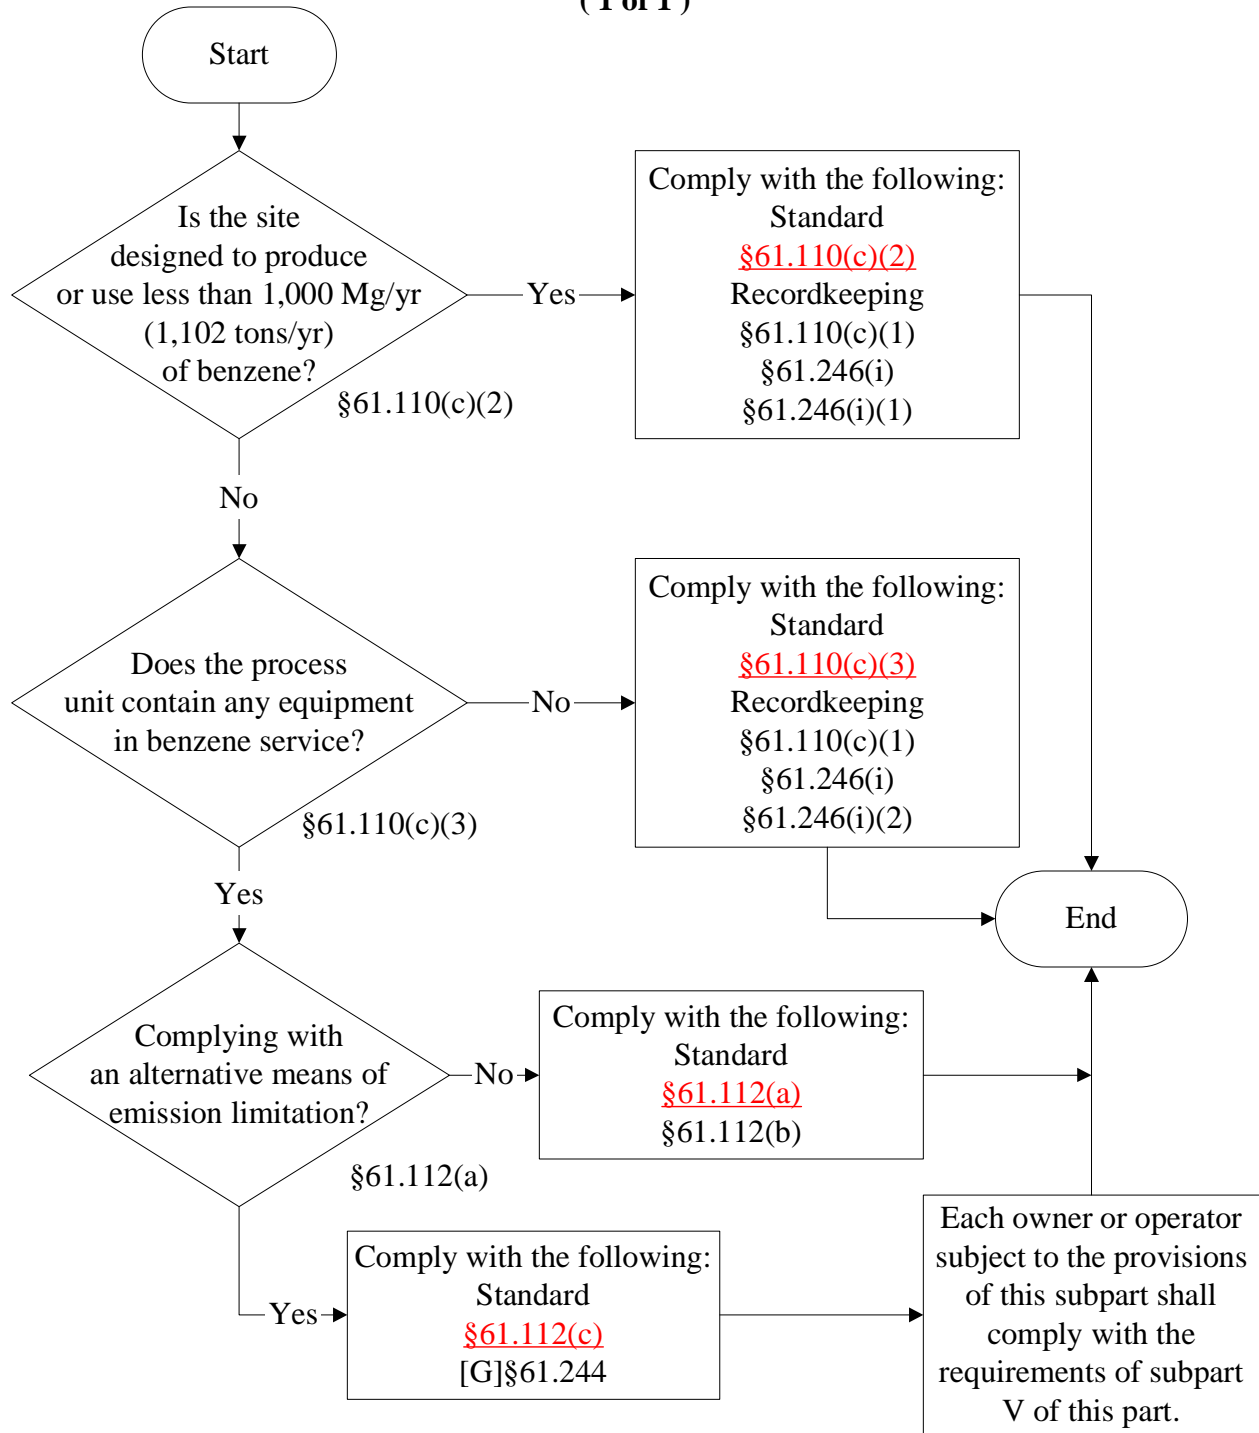 ( 1 of 1 )
Start
Is the site
designed to produce
or use less than 1,000 Mg/yr
(1,102 tons/yr)
of benzene?
§61.110(c)(2)
Yes
Comply with the following:
Standard
§61.110(c)(2)
Recordkeeping
§61.110(c)(1)
§61.246(i)
§61.246(i)(1)
No
Does the process
unit contain any equipment
in benzene service?
§61.110(c)(3)
No
Comply with the following:
Standard
§61.110(c)(3)
Recordkeeping
§61.110(c)(1)
§61.246(i)
§61.246(i)(2)
End
Yes
Complying with
an alternative means of
emission limitation?
§61.112(a)
No
Comply with the following:
Standard
§61.112(a)
§61.112(b)
Yes
Comply with the following:
Standard
§61.112(c)
[G]§61.244
Each owner or operator
subject to the provisions
of this subpart shall
comply with the
requirements of subpart
V of this part.